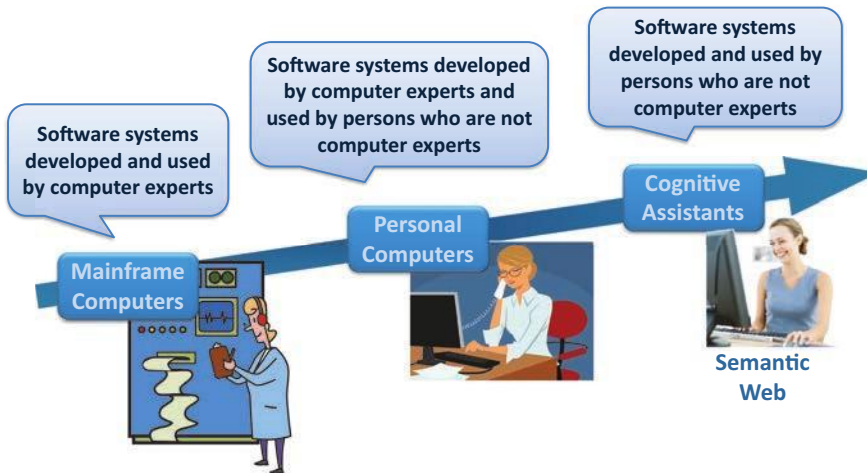 Software systems
developed and used
by computer experts
Mainframe
Computers
Software systems developed
by computer experts and
used by persons who are not
computer experts
Personal
Computers
Software systems
developed and used by
persons who are not
computer experts
Cognitive
Assistants
Semantic
Web